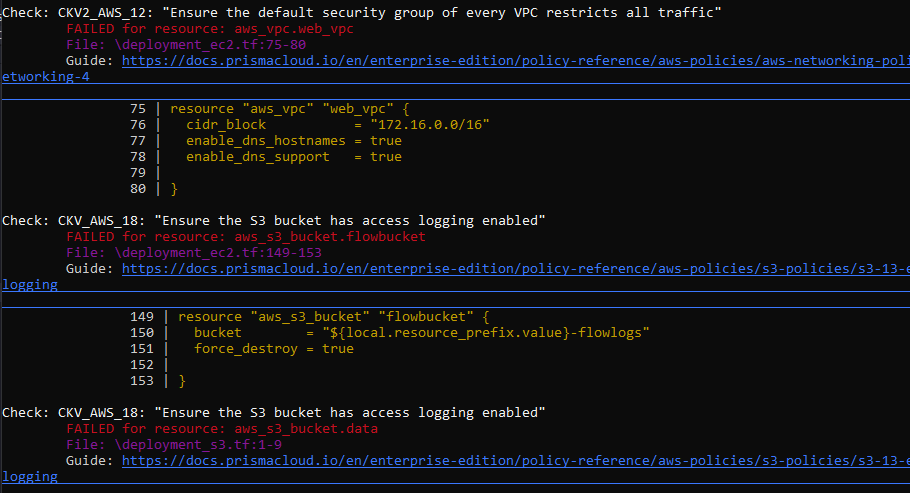 Check: CKV2_AWS_12: "Ensure the default security group of every VPC restricts all traffic"
FAILED for resource: aws_vpc.web_vpc
File: \deployment_ec2.tf:75-80
Guide: https://docs.prismacloud.io/en/enterprise-edition/policy-reference/aws-policies/aws-networking-poli
etworking-4
75 | resource "aws_vpc" "web_vpc" {
76 |   cidr_block           = "172.16.0.0/16"
77 |   enable_dns_hostnames = true
78 |   enable_dns_support   = true
79 |
80 | }
Check: CKV_AWS_18: "Ensure the S3 bucket has access logging enabled"
FAILED for resource: aws_s3_bucket.flowbucket
File: \deployment_ec2.tf:149-153
Guide: https://docs.prismacloud.io/en/enterprise-edition/policy-reference/aws-policies/s3-policies/s3-13-e
logging
149 | resource "aws_s3_bucket" "flowbucket" {
150 |   bucket        = "${local.resource_prefix.value}-flowlogs"
151 |   force_destroy = true
152 |
153 | }
Check: CKV_AWS_18: "Ensure the S3 bucket has access logging enabled"
FAILED for resource: aws_s3_bucket.data
File: \deployment_s3.tf:1-9
Guide: https://docs.prismacloud.io/en/enterprise-edition/policy-reference/aws-policies/s3-policies/s3-13-e
logging